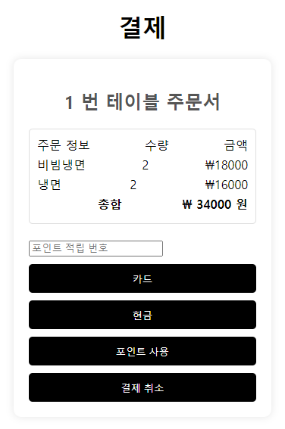 결제
1 번 테이블 주문서
주문 정보 수량 금액
비빔냉면 2 ₩18000
냉면 2 ₩16000
총합 ₩ 34000 원
포인트 적립 번호
카드
현금
포인트 사용
결제 취소